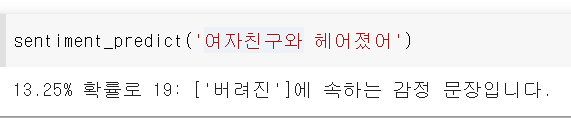 sentiment_predict('여자친구와 헤어졌어')
13.25% 확률로 19: ['버려진']에 속하는 감정 문장입니다.